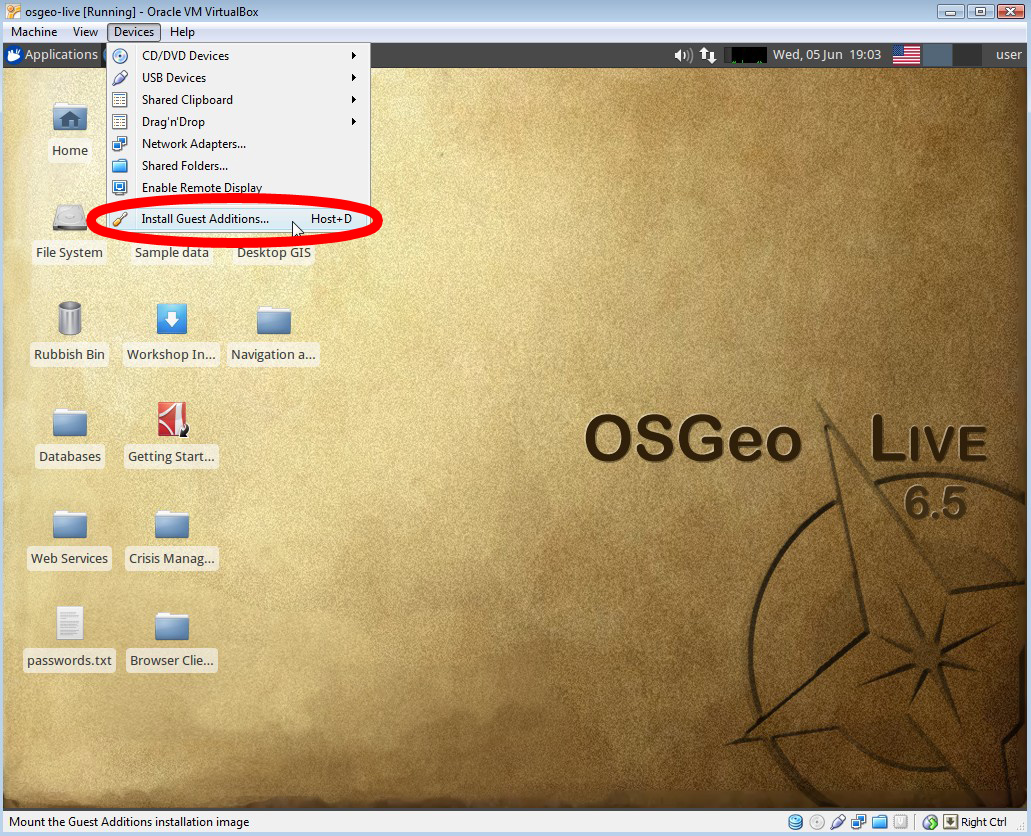 osgeo-live [Running] - Oracle VM VirtualBox
Machine View Devices Help
Applications
Wed, 05 Jun 19:03
user
CD/DVD Devices
USB Devices
Shared Clipboard
Drag'n'Drop
Network Adapters...
Shared Folders...
Enable Remote Display
Install Guest Additions... Host+D
Home
File System
Sample data
Desktop GIS
Rubbish Bin
Workshop In...
Navigation a...
Databases
Getting Start...
Web Services
Crisis Manag...
passwords.txt
Browser Clie...
OSGeo Live
6.5
Mount the Guest Additions installation image
Right Ctrl